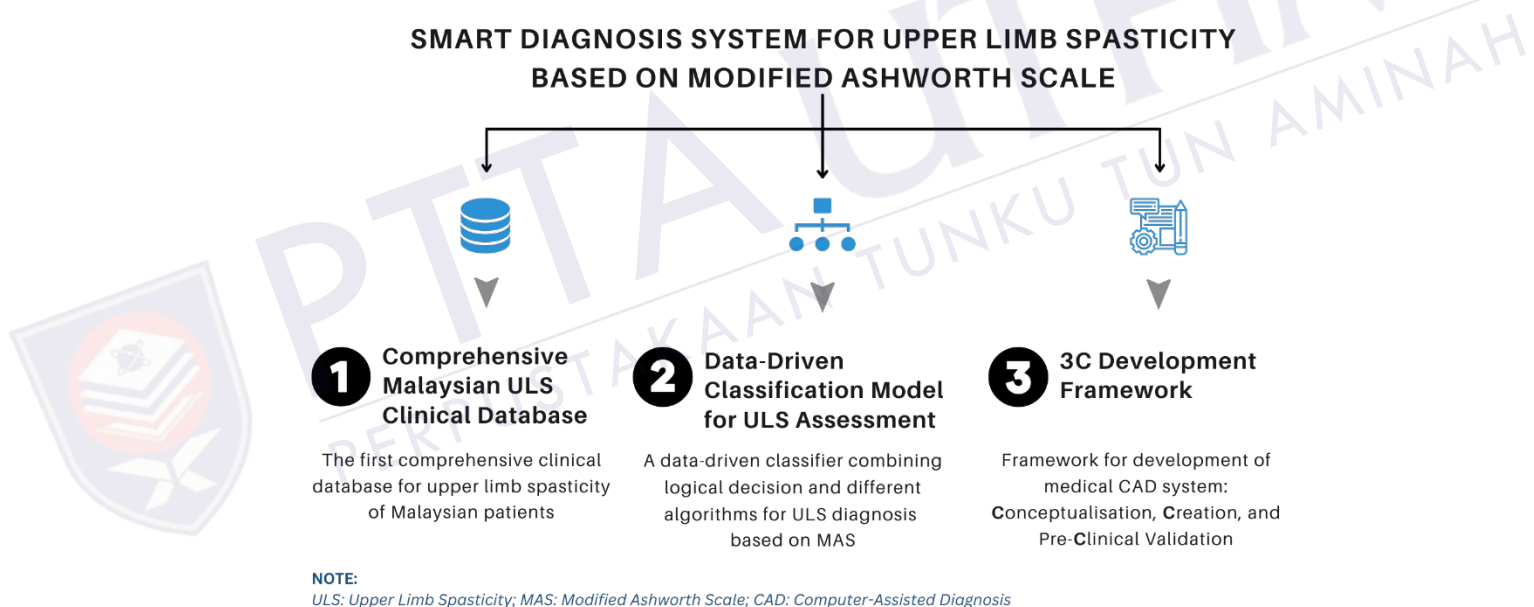 SMART DIAGNOSIS SYSTEM FOR UPPER LIMB SPASTICITY
BASED ON MODIFIED ASHWORTH SCALE
1
Comprehensive
Malaysian ULS
Clinical Database
The first comprehensive clinical
database for upper limb spasticity
of Malaysian patients
2
Data-Driven
Classification Model
for ULS Assessment
A data-driven classifier combining
logical decision and different
algorithms for ULS diagnosis
based on MAS
3
3C Development
Framework
Framework for development of
medical CAD system:
Conceptualisation, Creation, and
Pre-Clinical Validation
NOTE:
ULS: Upper Limb Spasticity; MAS: Modified Ashworth Scale; CAD: Computer-Assisted Diagnosis
PTTA UTHM
PERPUSTAKAAN TUNKU TUN AMINAH